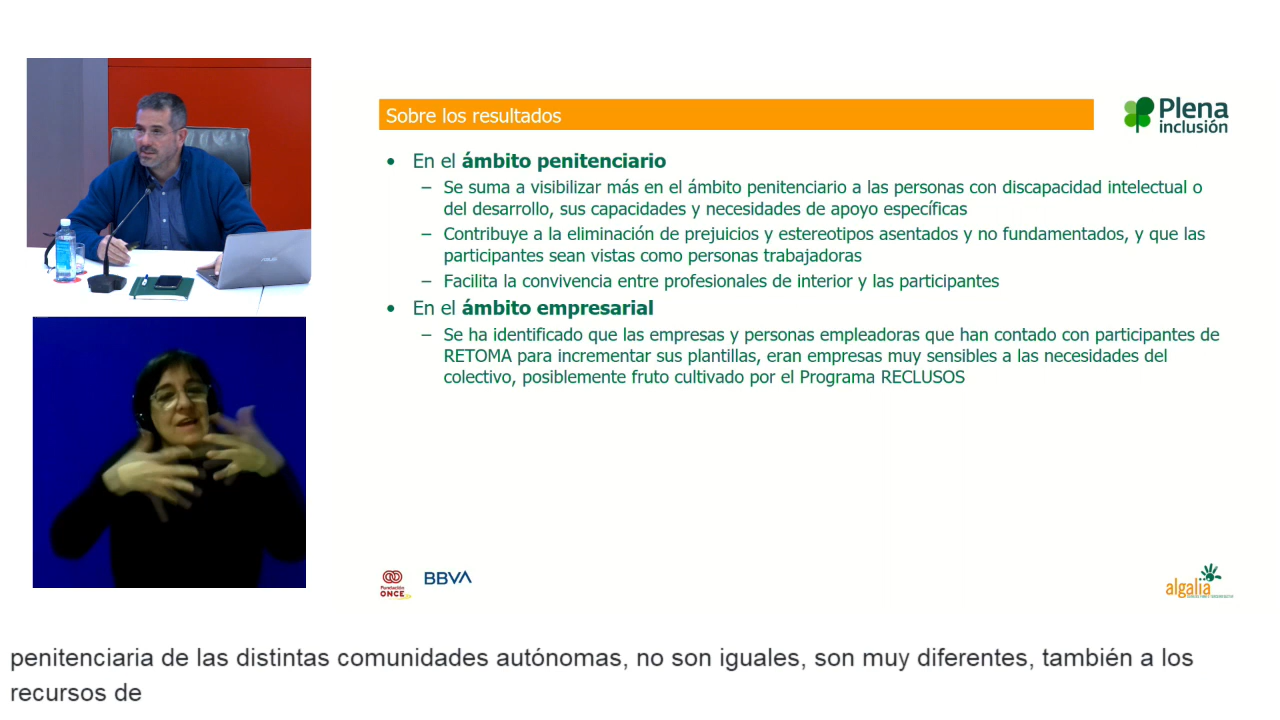 Sobre los resultados
Plena
inclusión
• En el ámbito penitenciario
– Se suma a visibilizar más en el ámbito penitenciario a las personas con discapacidad intelectual o
del desarrollo, sus capacidades y necesidades de apoyo específicas
– Contribuye a la eliminación de prejuicios y estereotipos asentados y no fundamentados, y que las
participantes sean vistas como personas trabajadoras
– Facilita la convivencia entre profesionales de interior y las participantes
• En el ámbito empresarial
– Se ha identificado que las empresas y personas empleadoras que han contado con participantes de
RETOMA para incrementar sus plantillas, eran empresas muy sensibles a las necesidades del
colectivo, posiblemente fruto cultivado por el Programa RECLUSOS
ASUS
Fundación
ONCE
BBVA
algalia
penitenciaria de las distintas comunidades autónomas, no son iguales, son muy diferentes, también a los
recursos de